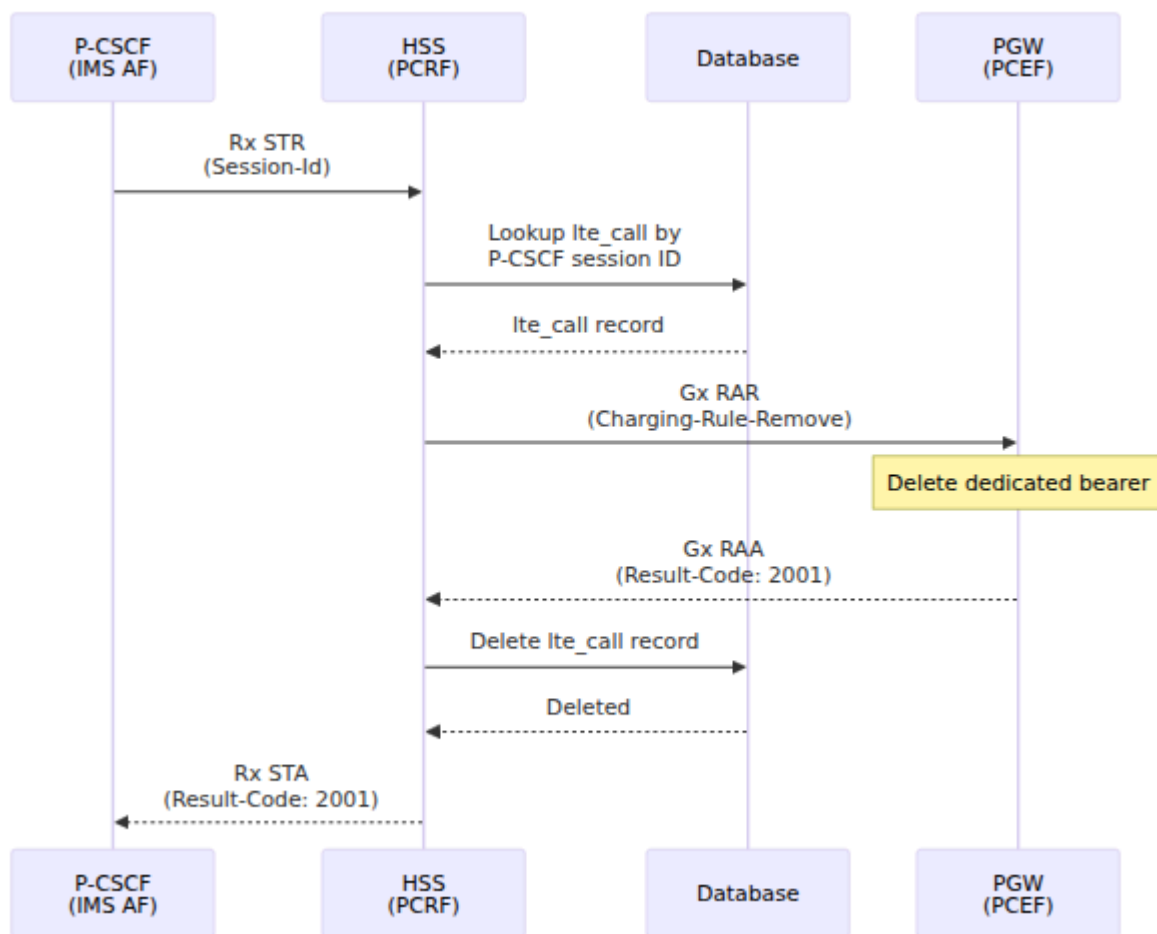 P-CSCF
(IMS AF)
HSS
(PCRF)
Database
PGW
(PCEF)
Rx STR
(Session-Id)
Lookup lte_call by
P-CSCF session ID
lte_call record
Gx RAR
(Charging-Rule-Remove)
Delete dedicated bearer
Gx RAA
(Result-Code: 2001)
Delete lte_call record
Deleted
Rx STA
(Result-Code: 2001)
P-CSCF
(IMS AF)
HSS
(PCRF)
Database
PGW
(PCEF)